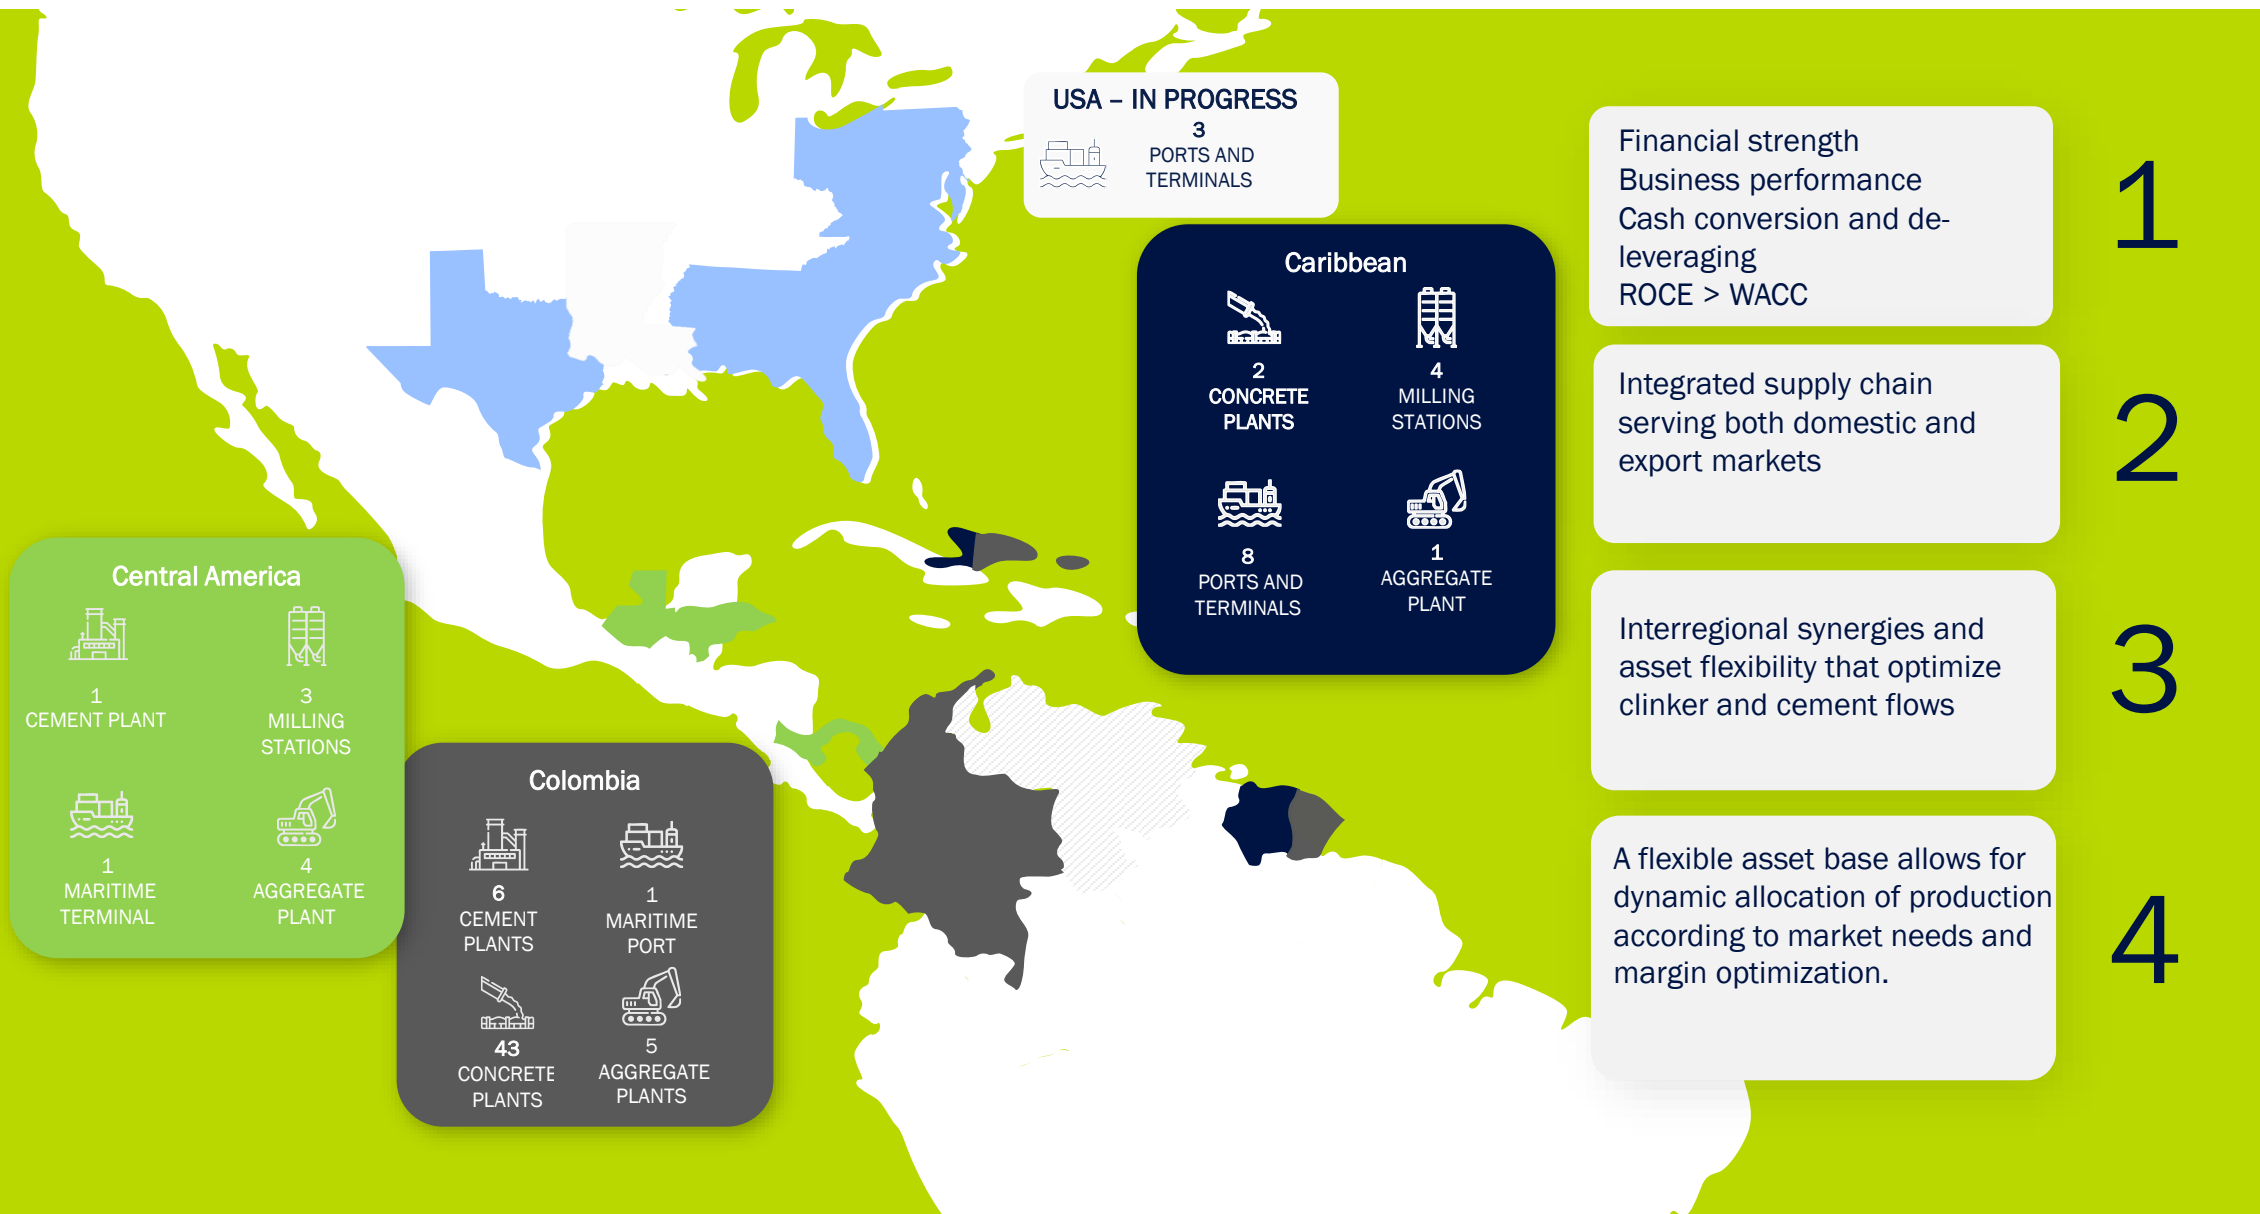 USA – IN PROGRESS
3
PORTS AND
TERMINALS
Caribbean
2
CONCRETE
PLANTS
4
MILLING
STATIONS
8
PORTS AND
TERMINALS
1
AGGREGATE
PLANT
Central America
1
CEMENT PLANT
3
MILLING
STATIONS
1
MARITIME
TERMINAL
4
AGGREGATE
PLANT
Colombia
6
CEMENT
PLANTS
1
MARITIME
PORT
43
CONCRETE
PLANTS
5
AGGREGATE
PLANTS
Financial strength
Business performance
Cash conversion and de-
leveraging
ROCE > WACC
1
Integrated supply chain
serving both domestic and
export markets
2
Interregional synergies and
asset flexibility that optimize
clinker and cement flows
3
A flexible asset base allows for
dynamic allocation of production
according to market needs and
margin optimization.
4